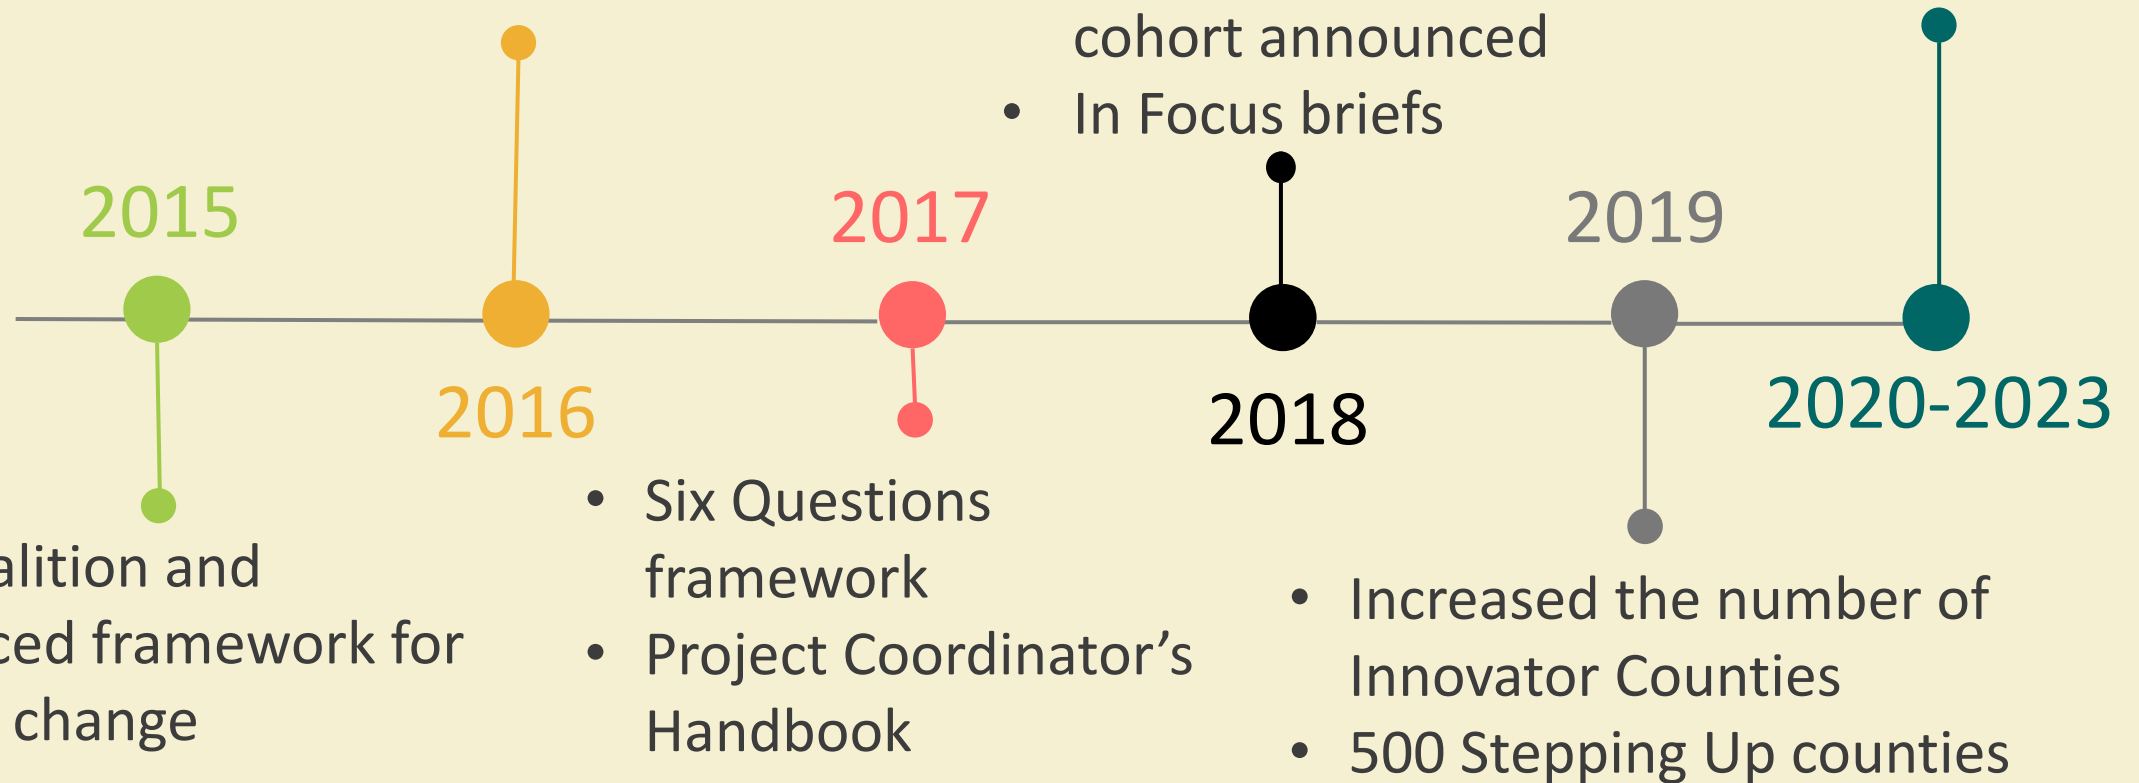 cohort announced
• In Focus briefs
2015
2017
2019
2016
2018
2020-2023
• Six Questions
framework
• Project Coordinator’s
Handbook
alition and
ced framework for
change
• Increased the number of
Innovator Counties
• 500 Stepping Up counties